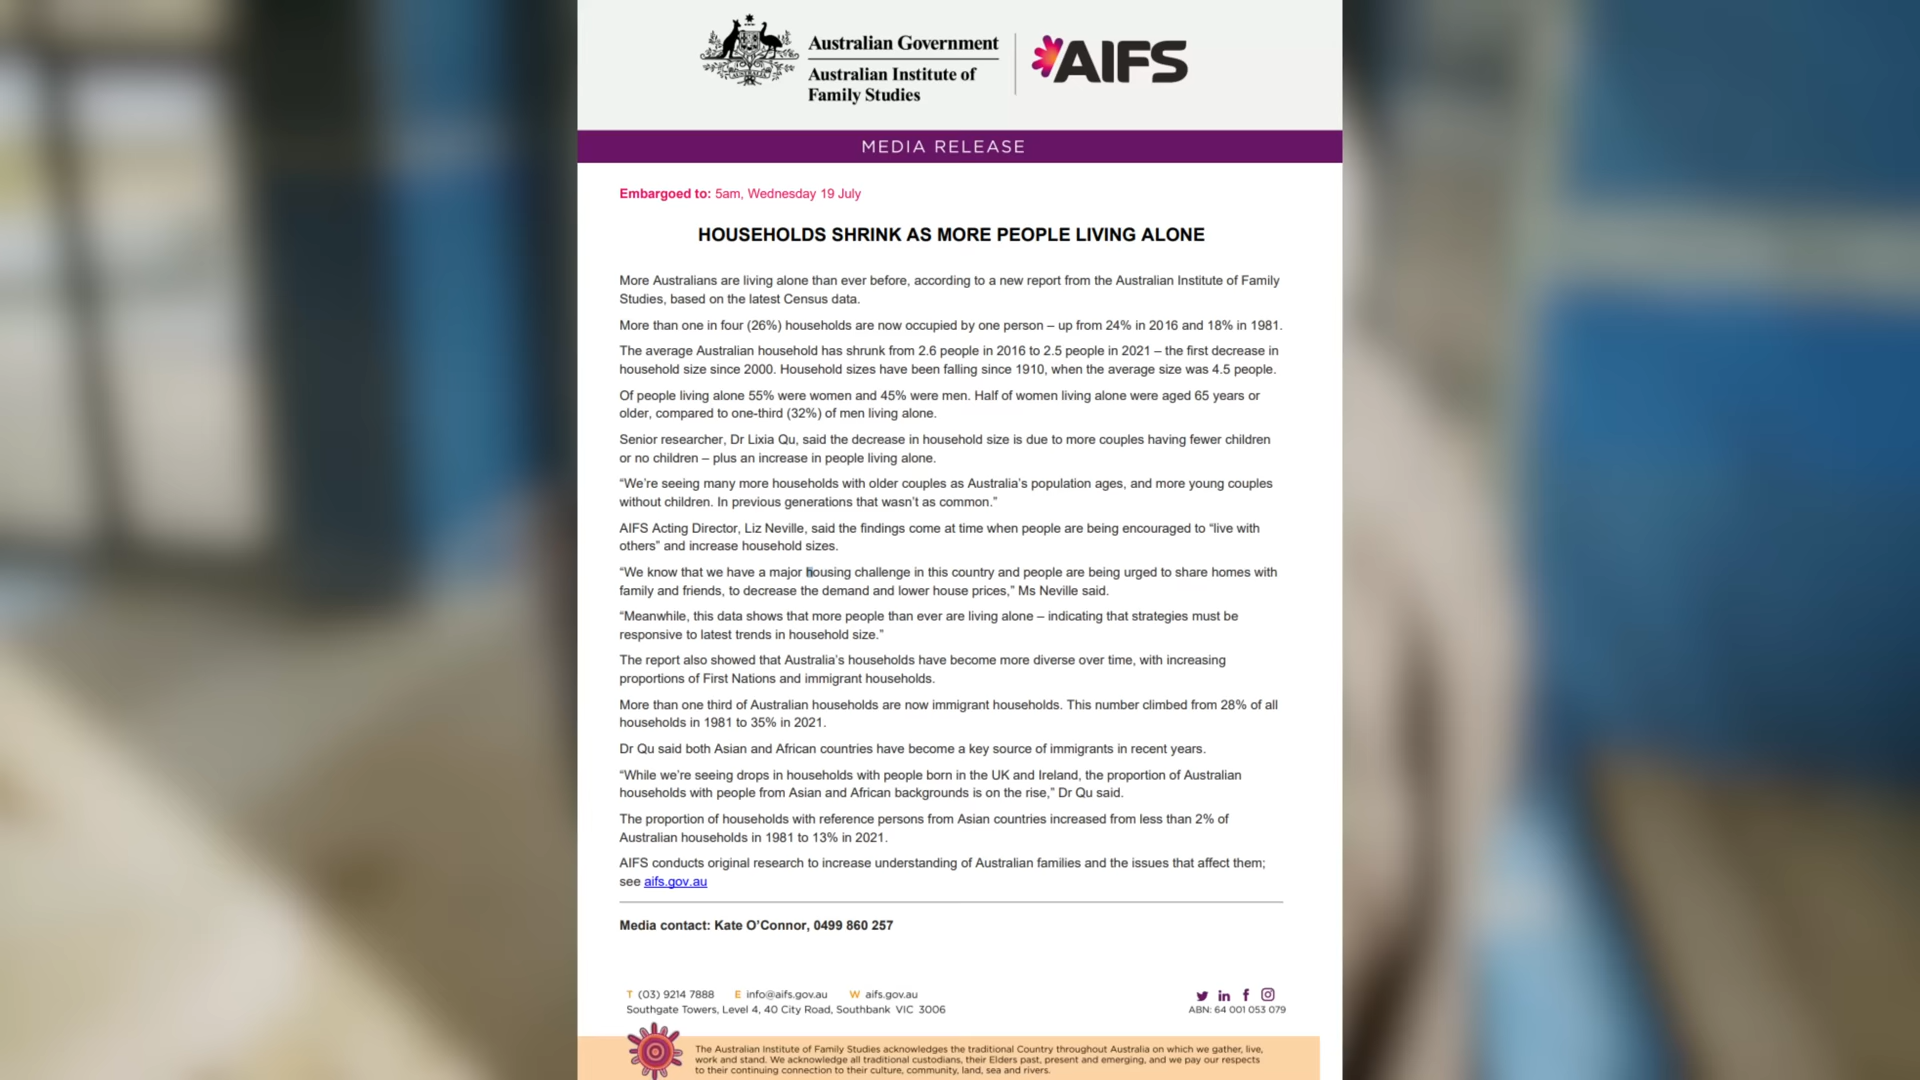 Australian Government
Australian Institute of
Family Studies
AIFS
MEDIA RELEASE
Embargoed to: 5am, Wednesday 19 July
HOUSEHOLDS SHRINK AS MORE PEOPLE LIVING ALONE
More Australians are living alone than ever before, according to a new report from the Australian Institute of Family
Studies, based on the latest Census data.
More than one in four (26%) households are now occupied by one person – up from 24% in 2016 and 18% in 1981.
The average Australian household has shrunk from 2.6 people in 2016 to 2.5 people in 2021 – the first decrease in
household size since 2000. Household sizes have been falling since 1910, when the average size was 4.5 people.
Of people living alone 55% were women and 45% were men. Half of women living alone were aged 65 years or
older, compared to one-third (32%) of men living alone.
Senior researcher, Dr Lixia Qu, said the decrease in household size is due to more couples having fewer children
or no children – plus an increase in people living alone.
“We’re seeing many more households with older couples as Australia’s population ages, and more young couples
without children. In previous generations that wasn’t as common.”
AIFS Acting Director, Liz Neville, said the findings come at time when people are being encouraged to “live with
others” and increase household sizes.
“We know that we have a major housing challenge in this country and people are being urged to share homes with
family and friends, to decrease the demand and lower house prices,” Ms Neville said.
“Meanwhile, this data shows that more people than ever are living alone – indicating that strategies must be
responsive to latest trends in household size.”
The report also showed that Australia’s households have become more diverse over time, with increasing
proportions of First Nations and immigrant households.
More than one third of Australian households are now immigrant households. This number climbed from 28% of all
households in 1981 to 35% in 2021.
Dr Qu said both Asian and African countries have become a key source of immigrants in recent years.
“While we’re seeing drops in households with people born in the UK and Ireland, the proportion of Australian
households with people from Asian and African backgrounds is on the rise,” Dr Qu said.
The proportion of households with reference persons from Asian countries increased from less than 2% of
Australian households in 1981 to 13% in 2021.
AIFS conducts original research to increase understanding of Australian families and the issues that affect them;
see aifs.gov.au
Media contact: Kate O’Connor, 0499 860 257
T (03) 9214 7888 E info@aifs.gov.au W aifs.gov.au
Southgate Towers, Level 4, 40 City Road, Southbank VIC 3006
ABN: 64 001 053 079
The Australian Institute of Family Studies acknowledges the traditional Country throughout Australia on which we gather, live,
work and stand. We acknowledge all traditional custodians, their Elders past, present and emerging, and we pay our respects
to their continuing connection to their culture, community, land, sea and rivers.